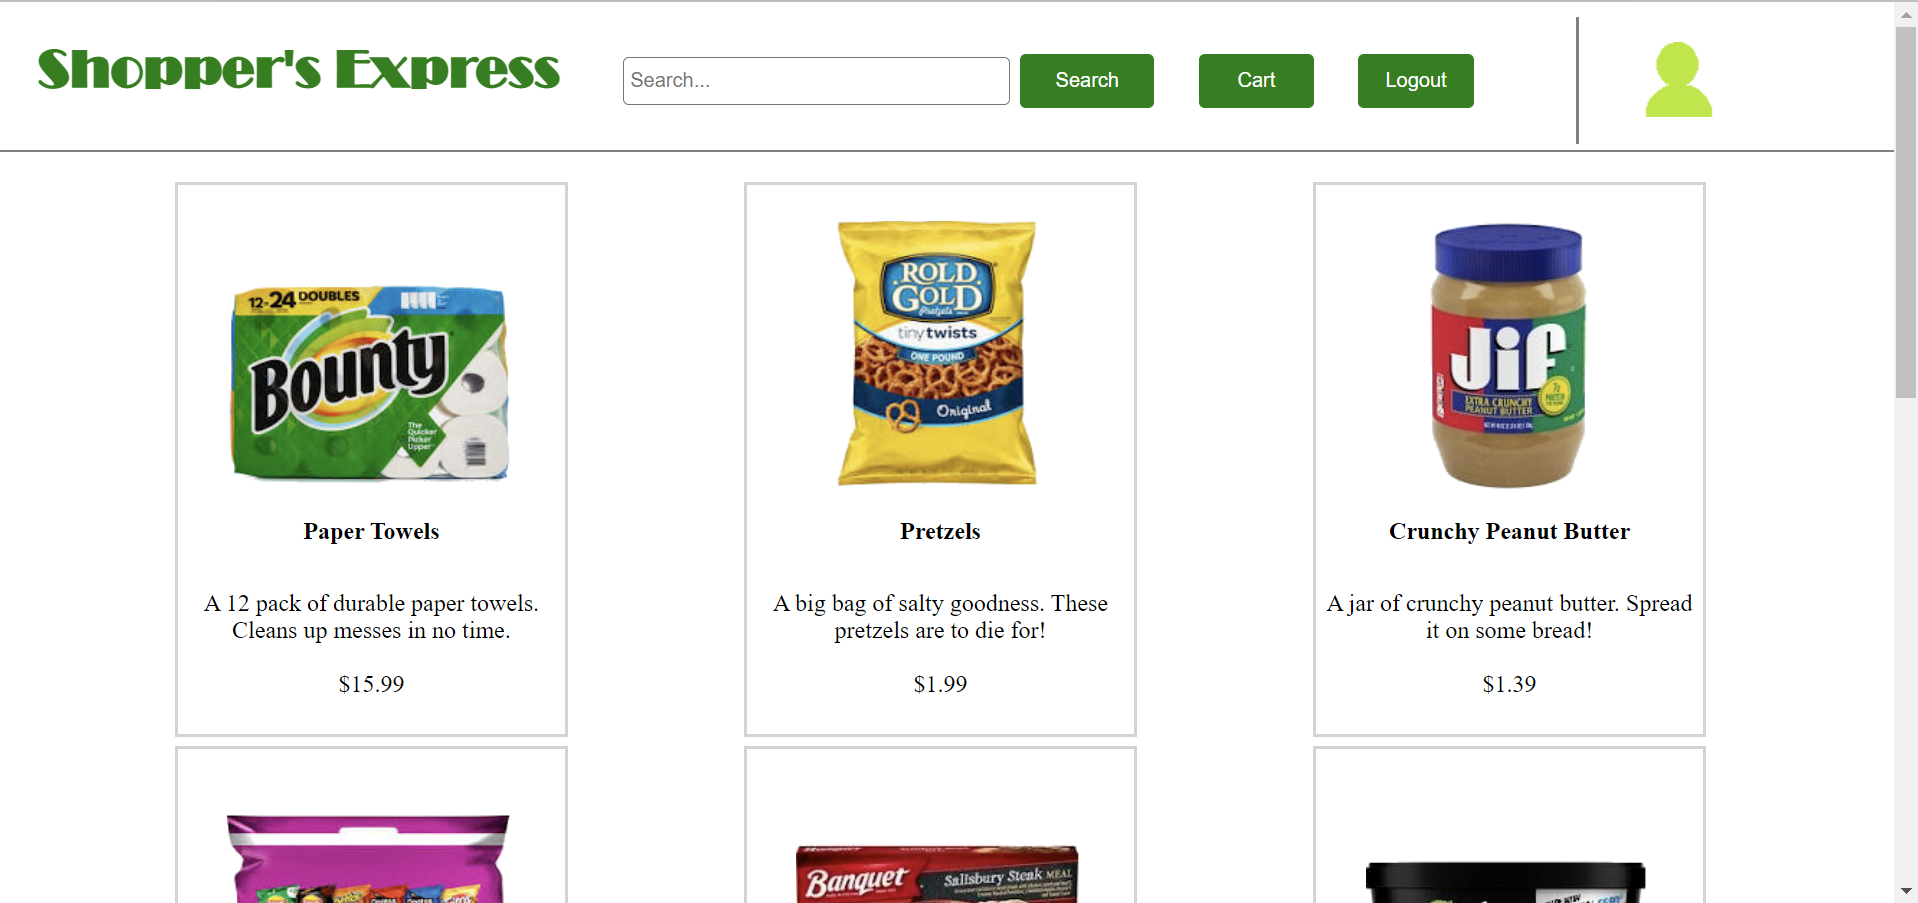 Shopper's Express
Search...
Search
Cart
Logout
12=24 DOUBLES
Bounty
The
Quicker
Picker
Upper
Paper Towels
A 12 pack of durable paper towels.
Cleans up messes in no time.
$15.99
ROLD
GOLD
Pretzels
tiny twists
ONE POUND
Original
Pretzels
A big bag of salty goodness. These
pretzels are to die for!
$1.99
Jif
EXTRA CRUNCHY
PEANUT BUTTER
Crunchy Peanut Butter
A jar of crunchy peanut butter. Spread
it on some bread!
$1.39
Banquet
Salisbury Steak MEAL